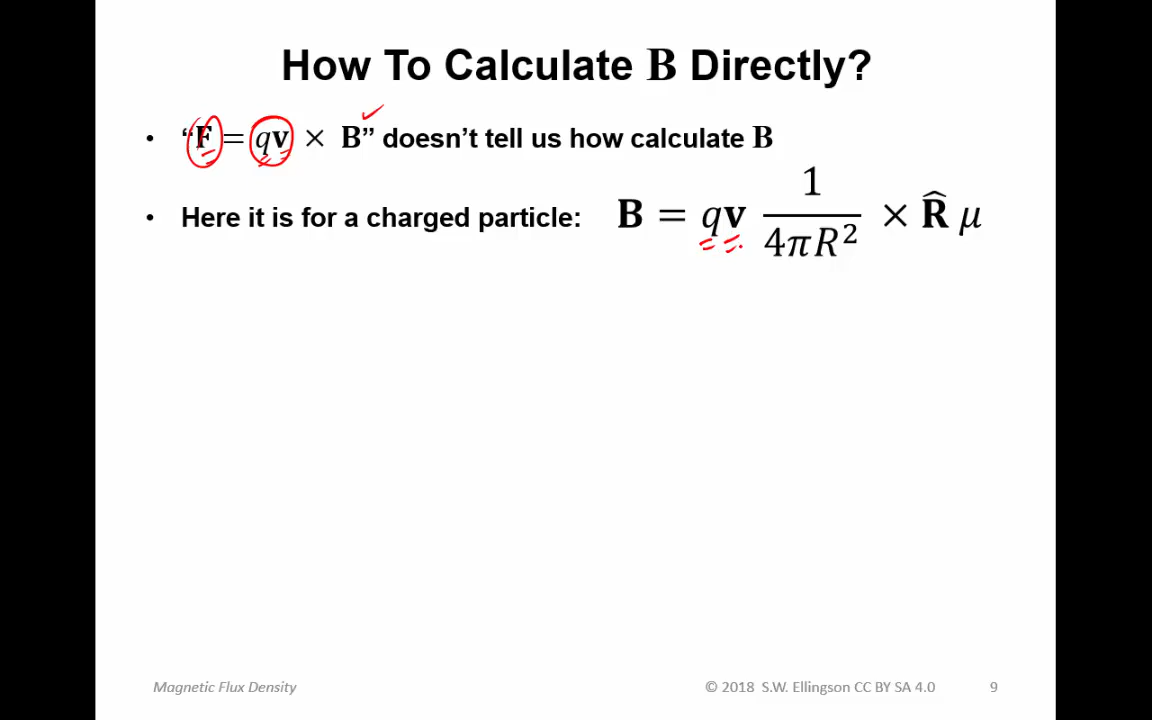 How To Calculate B Directly?
• “F = qv × B” doesn’t tell us how calculate B
• Here it is for a charged particle: B = qv 1/(4πR²) × R̂ μ
Magnetic Flux Density © 2018 S.W. Ellingson CC BY SA 4.0 9